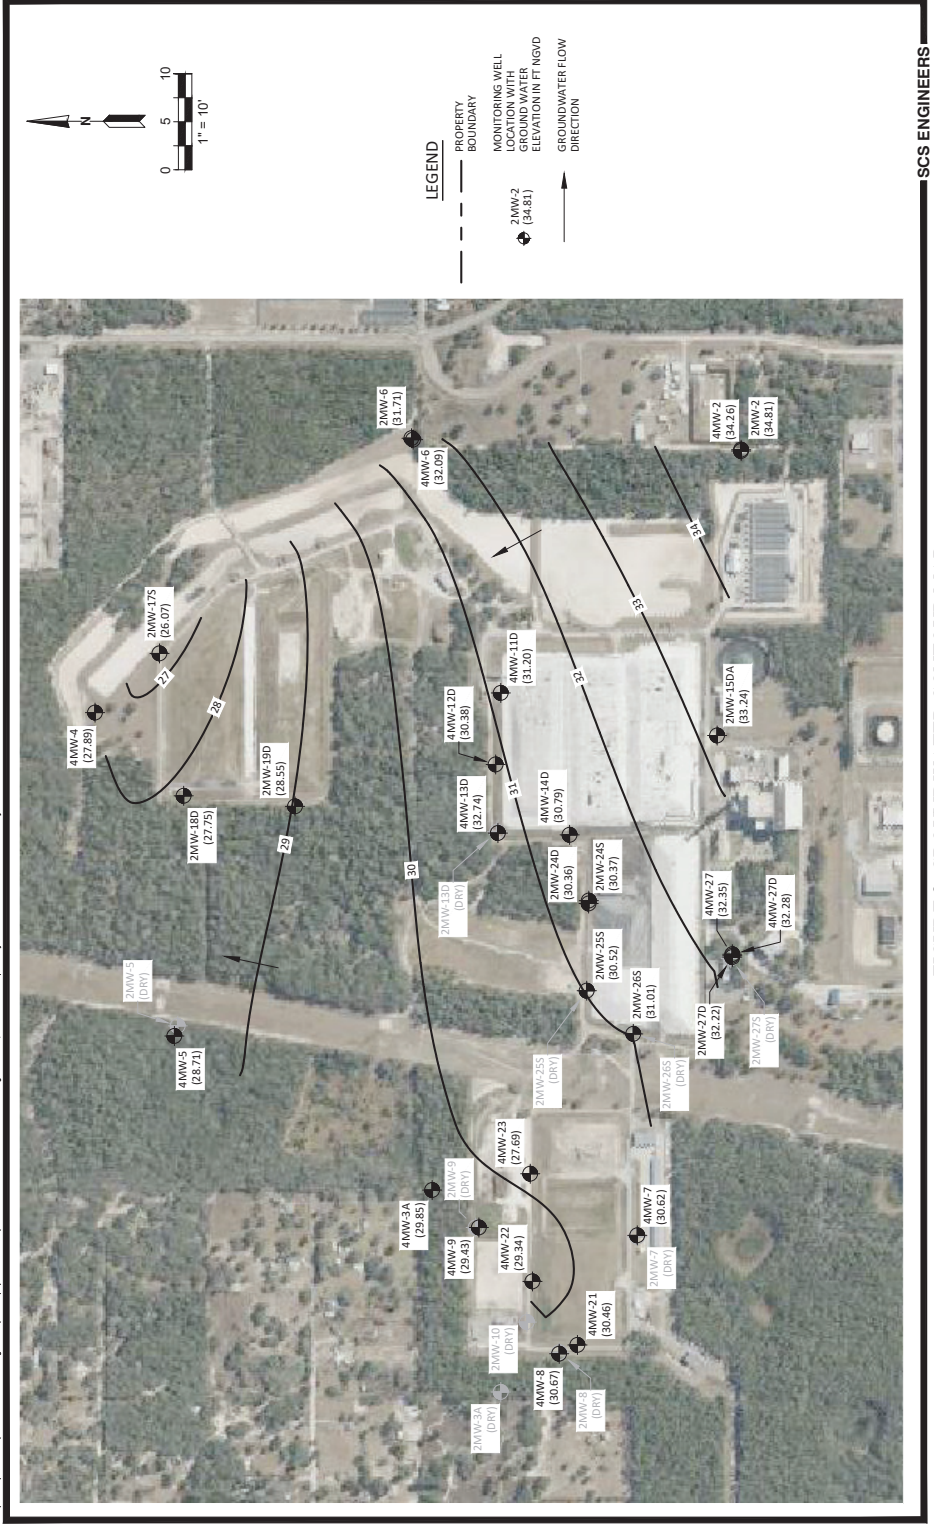 N
0
5
10
1" = 10'
LEGEND
PROPERTY
BOUNDARY
2MW-2
(34.81)
MONITORING WELL
LOCATION WITH
GROUND WATER
ELEVATION IN FT NGVD
GROUNDWATER FLOW
DIRECTION
4MW-4
(27.89)
2MW-17S
(26.07)
27
28
2MW-18D
(27.75)
2MW-19D
(28.55)
29
2MW-5
(DRY)
4MW-5
(28.71)
2MW-6
(31.71)
4MW-6
(32.09)
30
4MW-3A
(29.85)
2MW-9
(DRY)
4MW-9
(29.43)
4MW-23
(27.69)
4MW-22
(29.34)
2MW-10
(DRY)
2MW-3A
(DRY)
4MW-8
(30.67)
2MW-8
(DRY)
4MW-21
(30.46)
4MW-7
(30.62)
2MW-7
(DRY)
2MW-13D
(DRY)
4MW-13D
(32.74)
4MW-12D
(30.38)
4MW-11D
(31.20)
31
4MW-14D
(30.79)
2MW-24D
(30.36)
2MW-24S
(30.37)
2MW-25S
(30.52)
2MW-25S
(DRY)
2MW-26S
(31.01)
2MW-26S
(DRY)
32
33
34
4MW-2
(34.26)
2MW-2
(34.81)
2MW-15DA
(33.24)
4MW-27
(32.35)
4MW-27D
(32.28)
2MW-27D
(32.22)
2MW-27S
(DRY)
SCS ENGINEERS